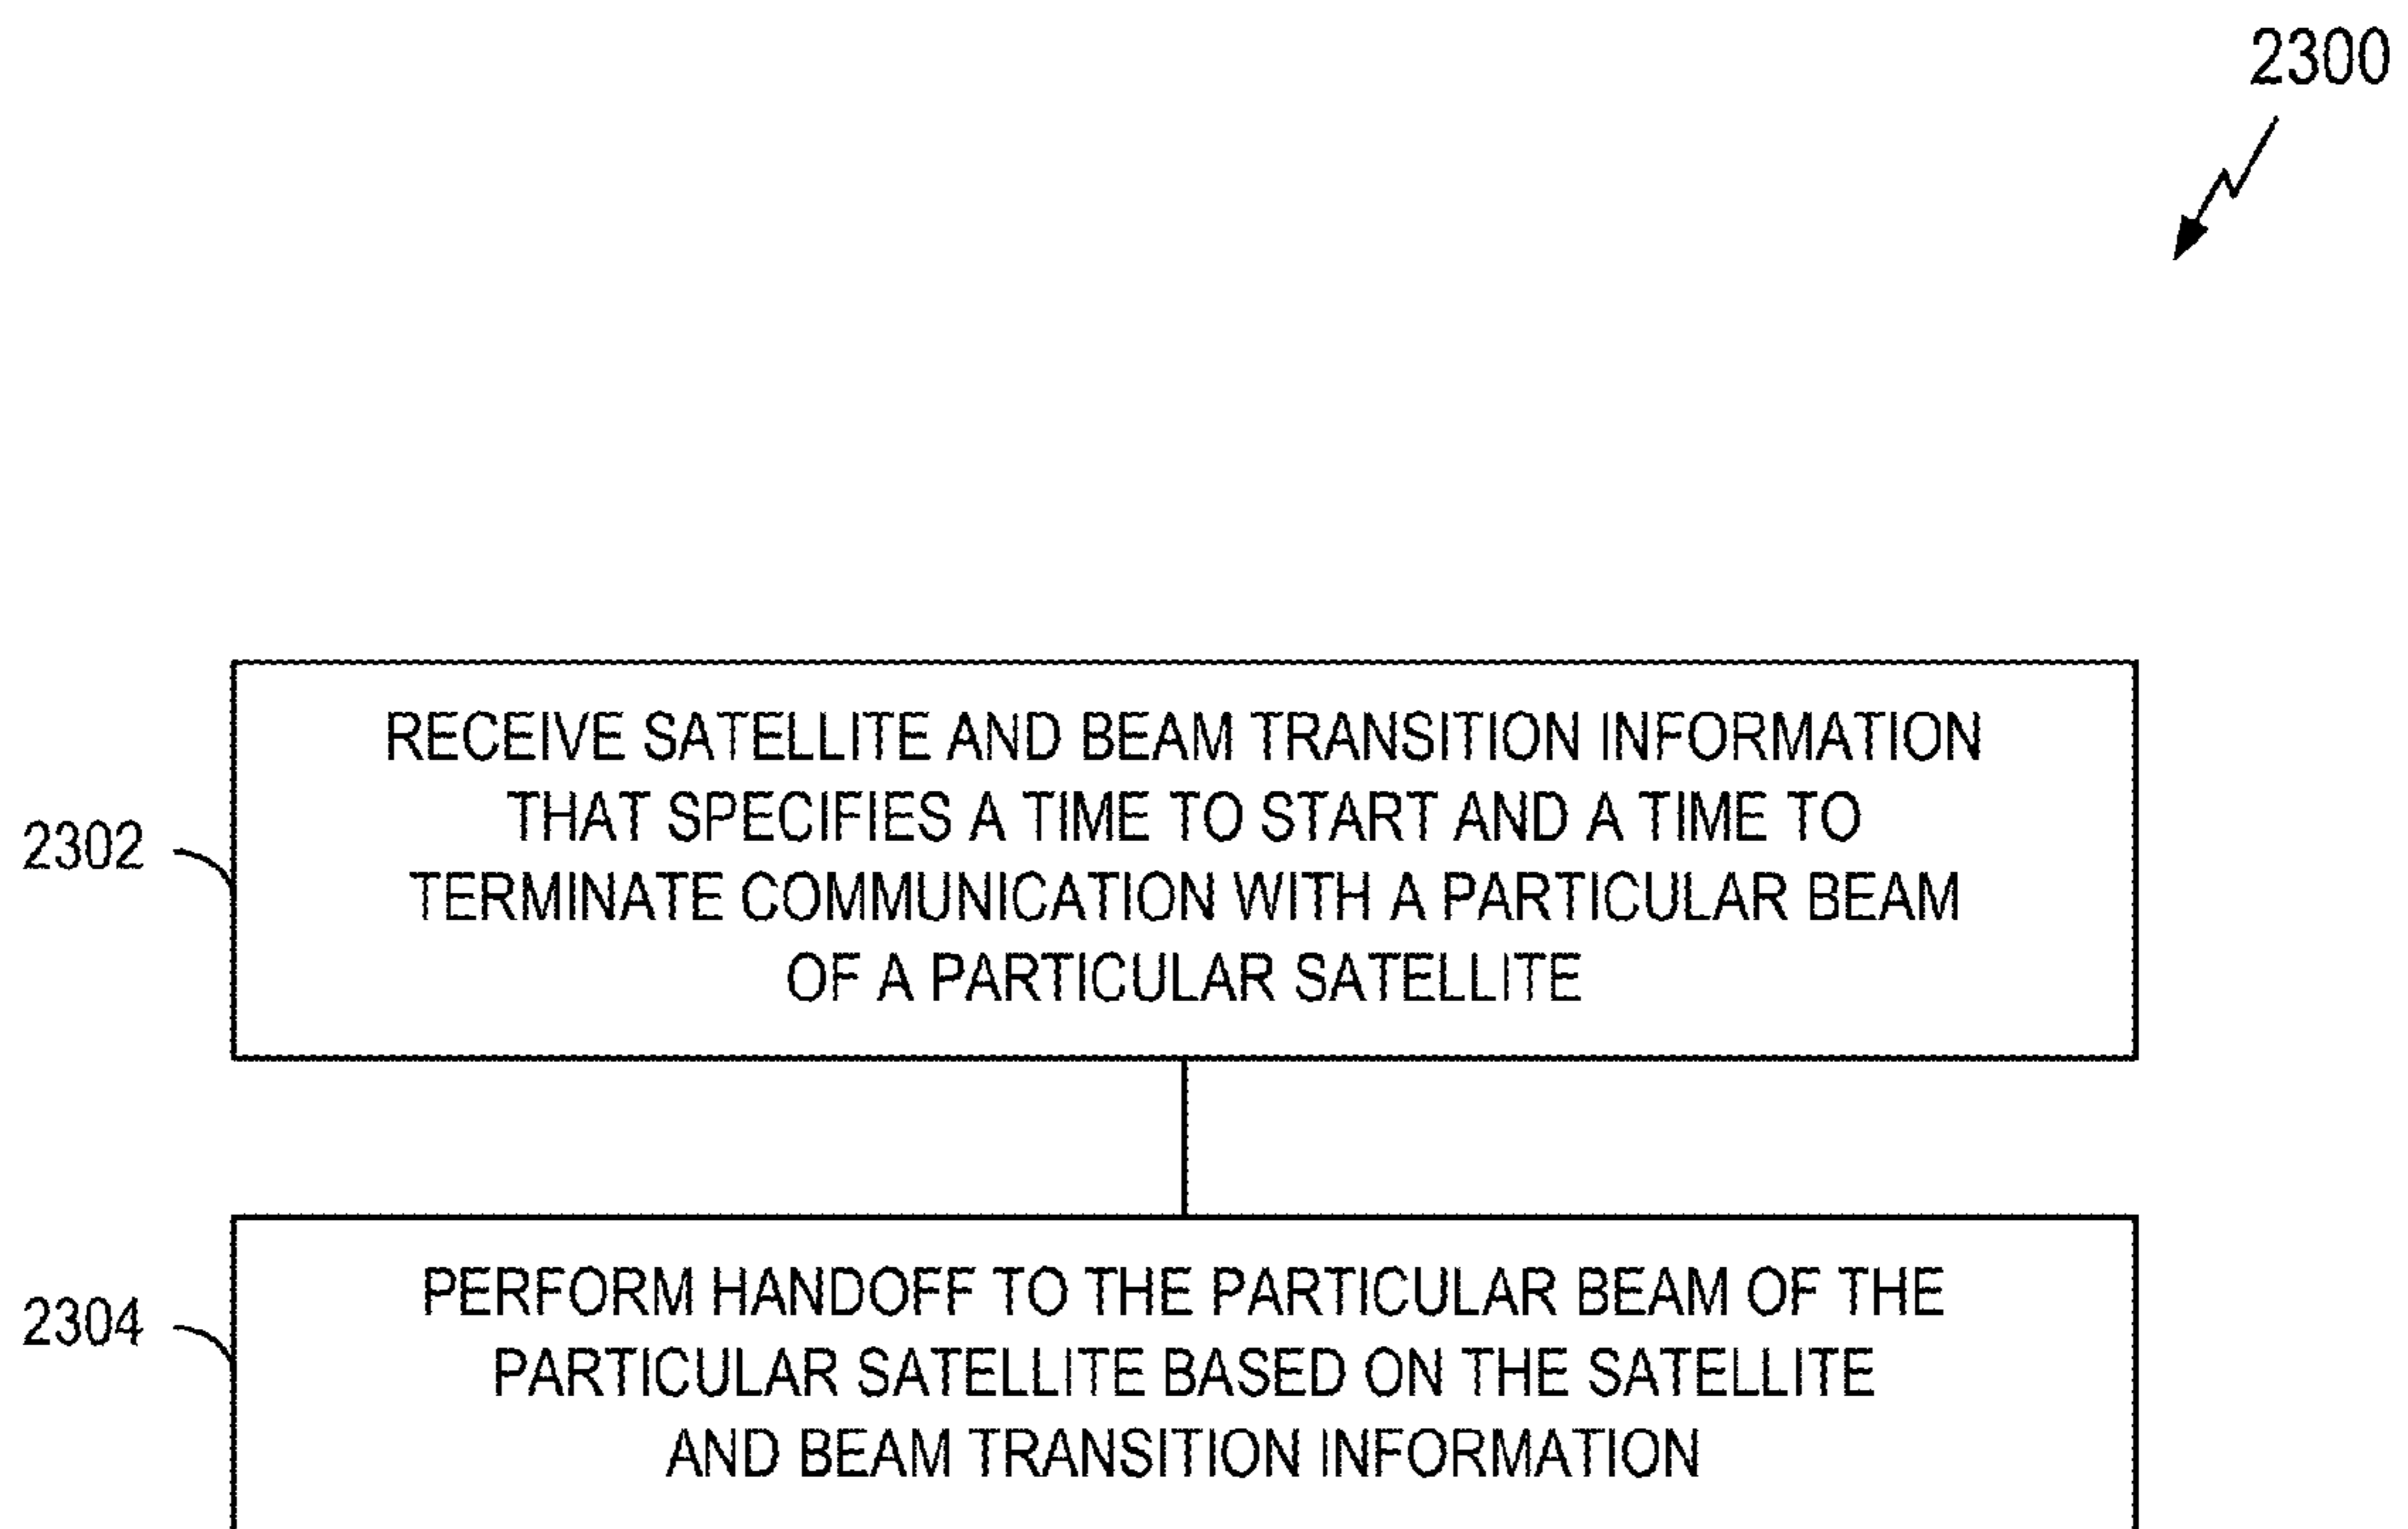 2300
RECEIVE SATELLITE AND BEAM TRANSITION INFORMATION
THAT SPECIFIES A TIME TO START AND A TIME TO
TERMINATE COMMUNICATION WITH A PARTICULAR BEAM
OF A PARTICULAR SATELLITE
2302
PERFORM HANDOFF TO THE PARTICULAR BEAM OF THE
PARTICULAR SATELLITE BASED ON THE SATELLITE
AND BEAM TRANSITION INFORMATION
2304